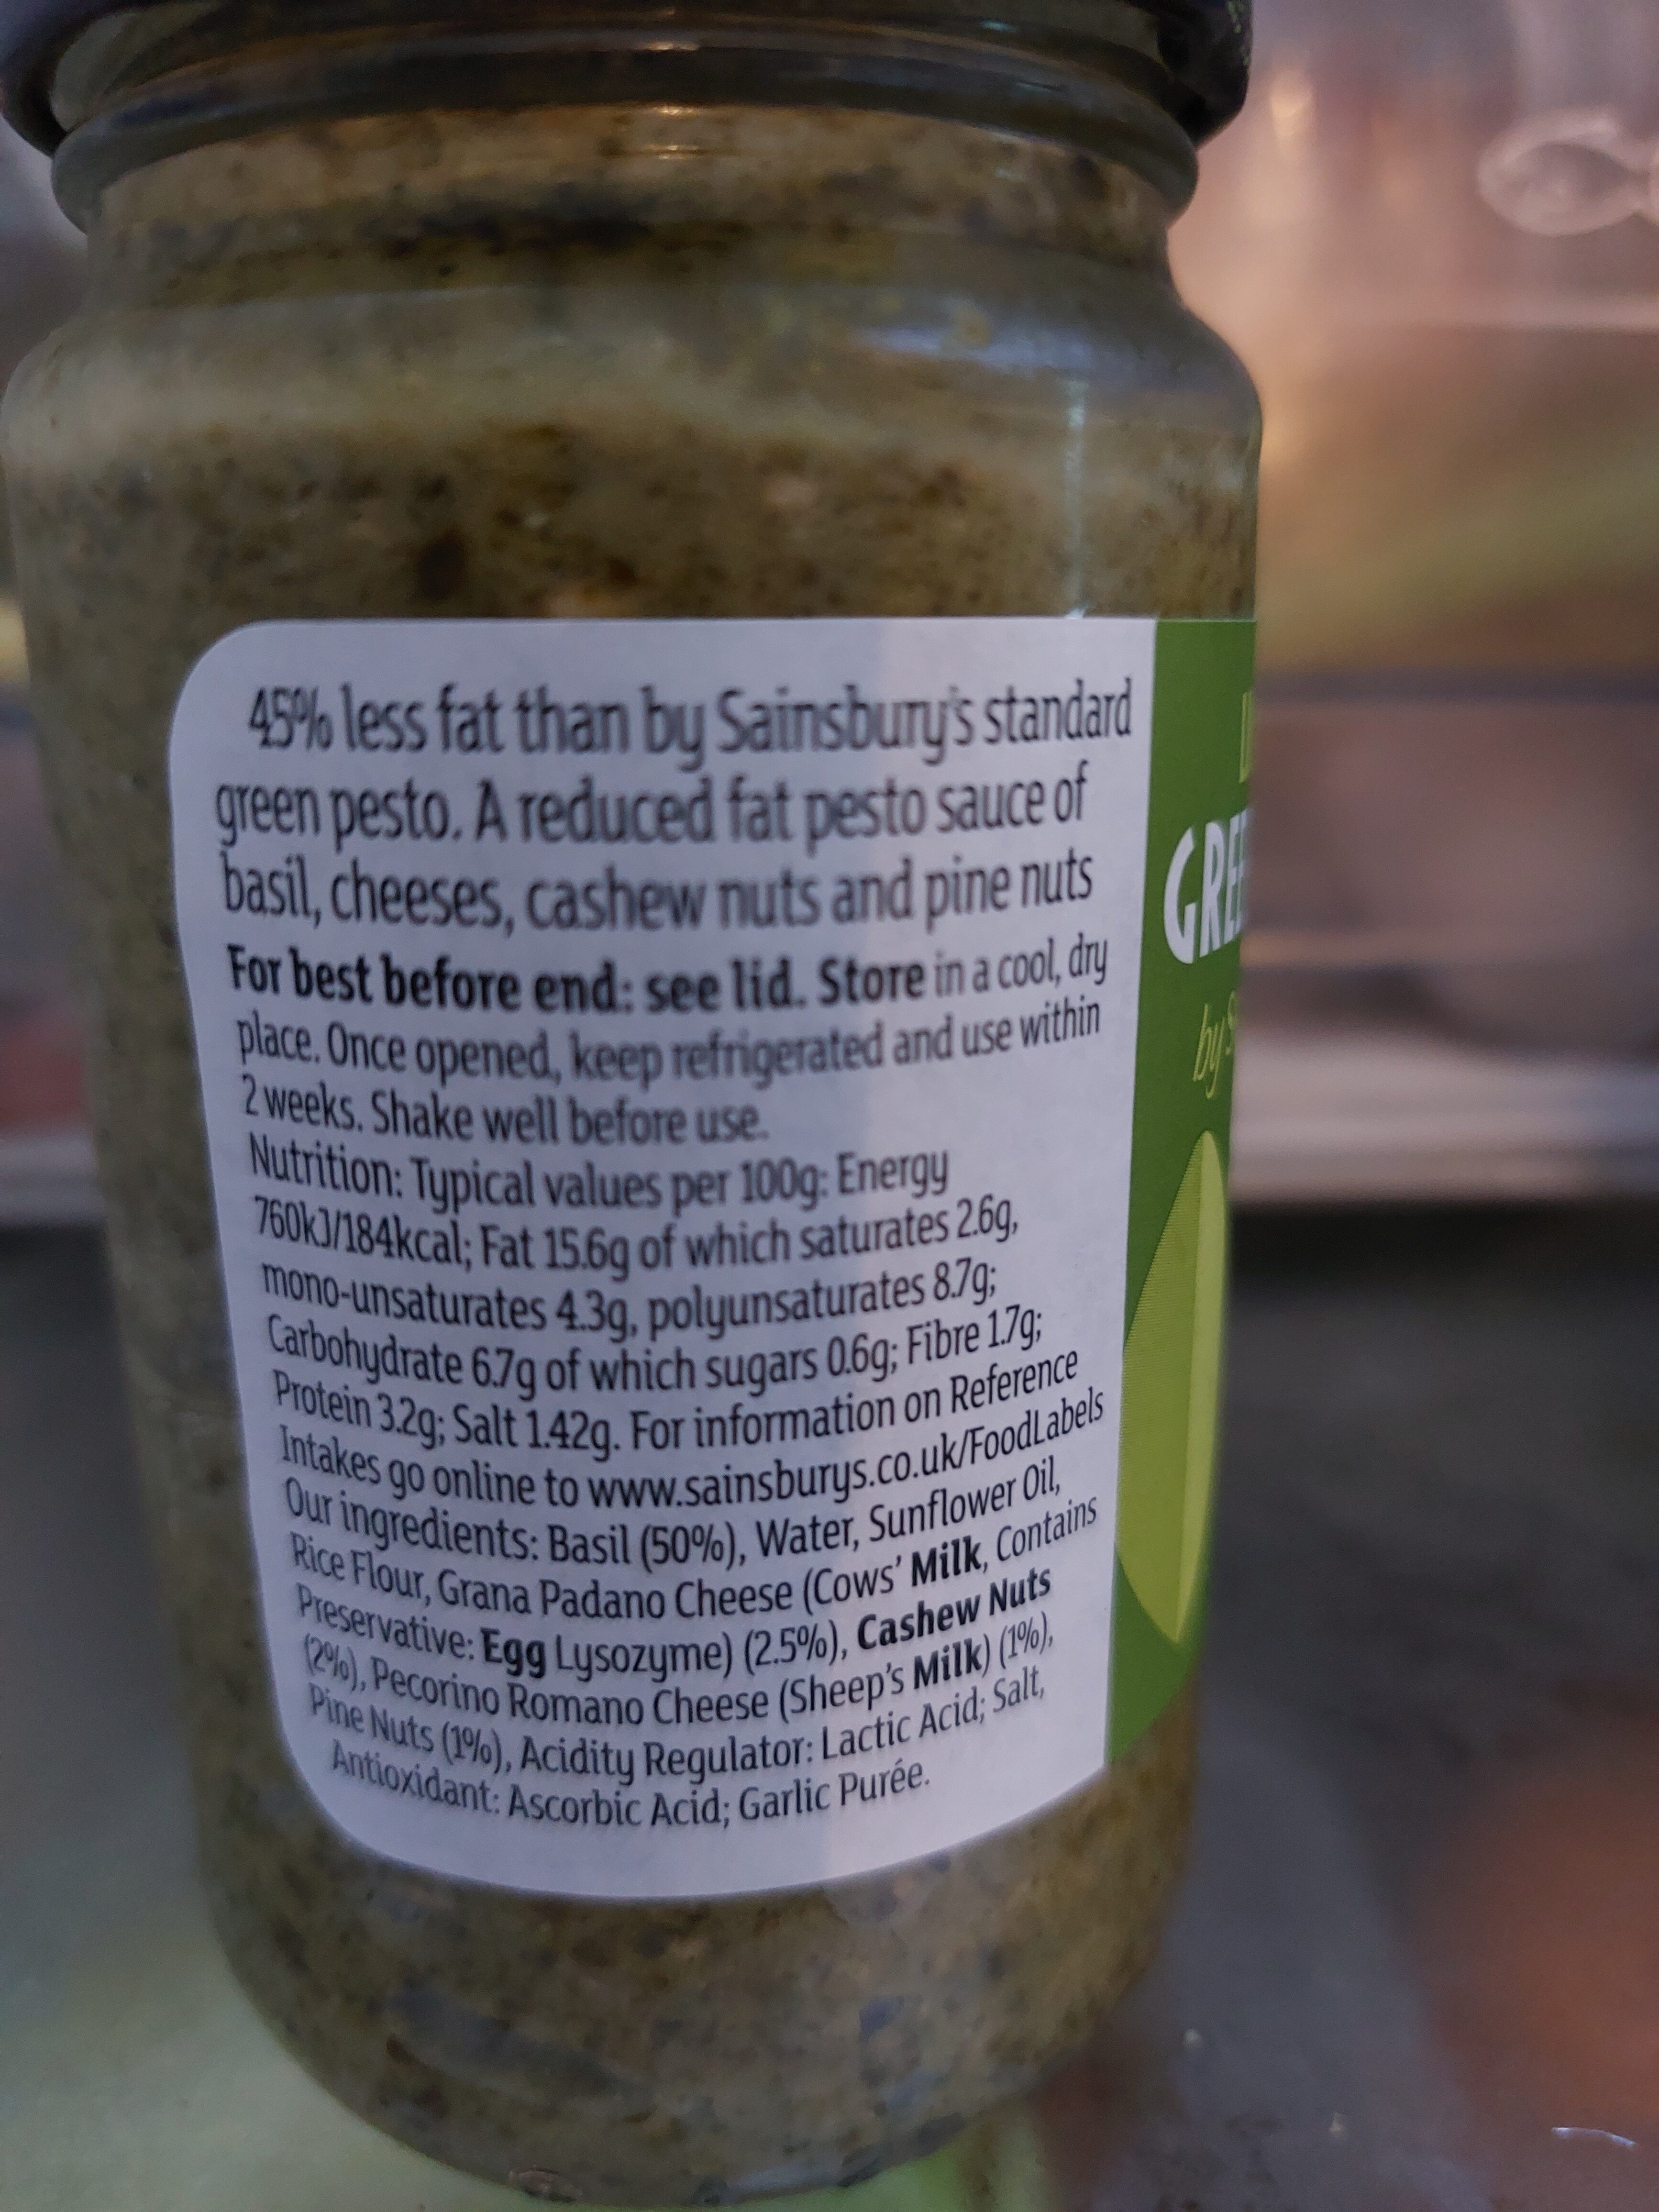 45% less fat than by Sainsbury's standard
green pesto. A reduced fat pesto sauce of
basil, cheeses, cashew nuts and pine nuts
For best before end: see lid. Store in a cool, dry
place. Once opened, keep refrigerated and use within
2 weeks. Shake well before use.
Nutrition: Typical values per 100g: Energy
760kJ/184kcal; Fat 15.6g of which saturates 2.6g,
mono-unsaturates 4.3g, polyunsaturates 8.7g;
Carbohydrate 6.7g of which sugars 0.6g; Fibre 1.7g;
Protein 3.2g; Salt 1.42g. For information on Reference
Intakes go online to www.sainsburys.co.uk/FoodLabels
Our ingredients: Basil (50%), Water, Sunflower Oil,
Rice Flour, Grana Padano Cheese (Cows' Milk, Contains
Preservative: Egg Lysozyme) (2.5%), Cashew Nuts
(2%), Pecorino Romano Cheese (Sheep's Milk) (1%),
Pine Nuts (1%), Acidity Regulator: Lactic Acid; Salt,
Antioxidant: Ascorbic Acid; Garlic Purée.
GREE
by S